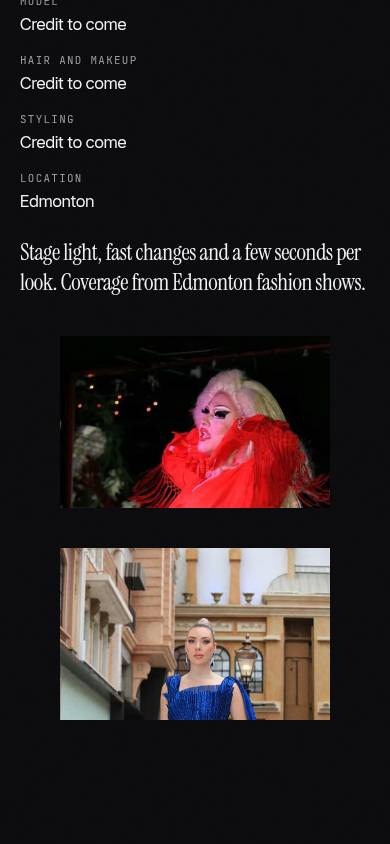 MODEL
Credit to come
HAIR AND MAKEUP
Credit to come
STYLING
Credit to come
LOCATION
Edmonton
Stage light, fast changes and a few seconds per
look. Coverage from Edmonton fashion shows.